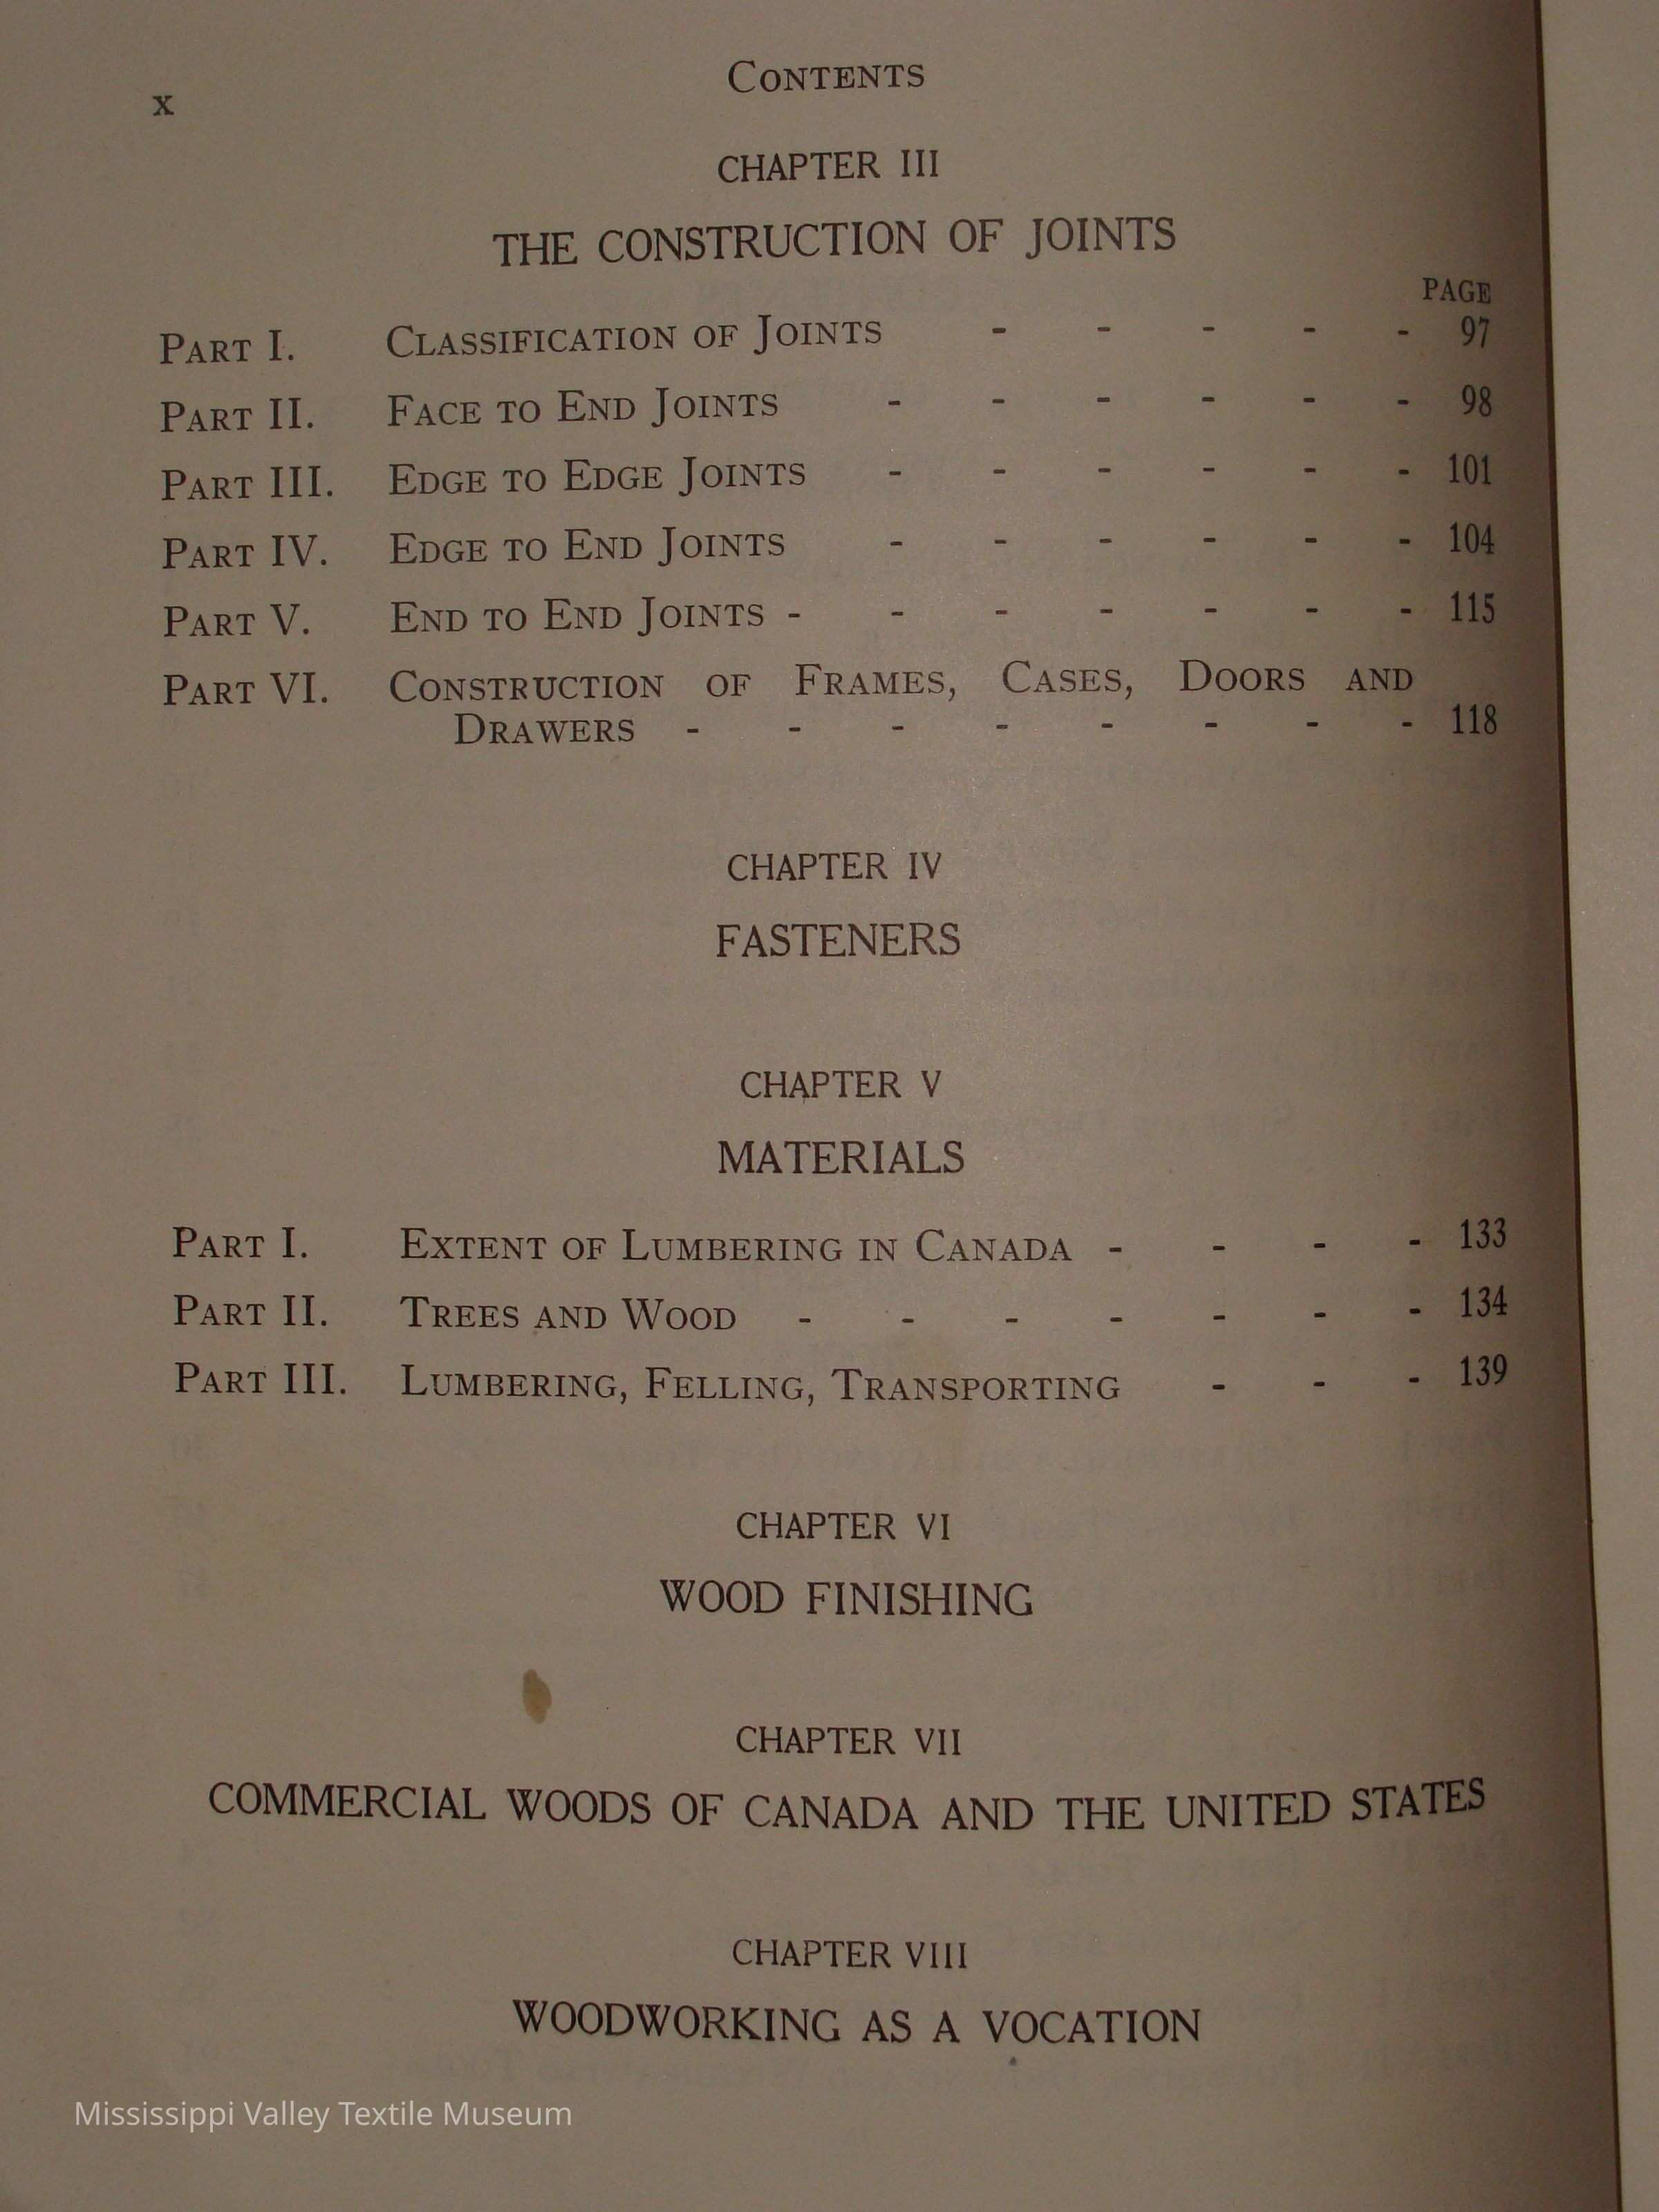 x
Contents
CHAPTER III
THE CONSTRUCTION OF JOINTS
PAGE
Part I. Classification of Joints - - - - - 97
Part II. Face to End Joints - - - - - - 98
Part III. Edge to Edge Joints - - - - - - 101
Part IV. Edge to End Joints - - - - - - 104
Part V. End to End Joints - - - - - - - 115
Part VI. Construction of Frames, Cases, Doors and
Drawers - - - - - - - - 118
CHAPTER IV
FASTENERS
CHAPTER V
MATERIALS
Part I. Extent of Lumbering in Canada - - - - 133
Part II. Trees and Wood - - - - - - - 134
Part III. Lumbering, Felling, Transporting - - - 139
CHAPTER VI
WOOD FINISHING
CHAPTER VII
COMMERCIAL WOODS OF CANADA AND THE UNITED STATES
CHAPTER VIII
WOODWORKING AS A VOCATION
Mississippi Valley Textile Museum